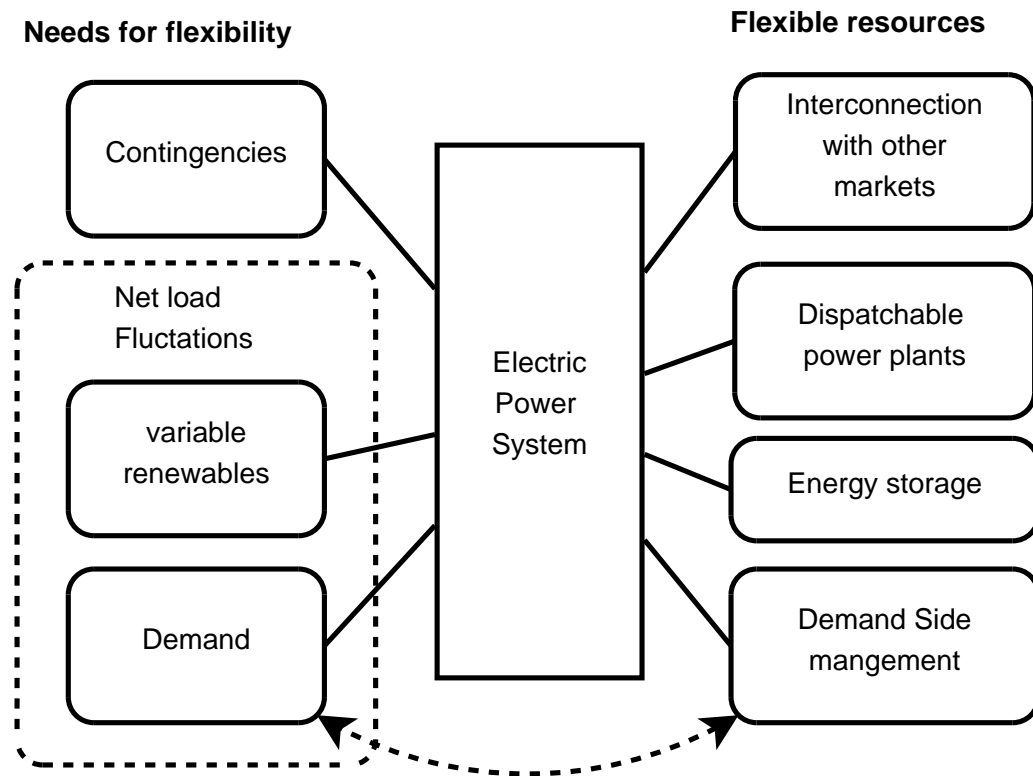 Needs for flexibility
Contingencies
Net load
Fluctations
variable
renewables
Demand
Electric
Power
System
Flexible resources
Interconnection
with other
markets
Dispatchable
power plants
Energy storage
Demand Side
mangement